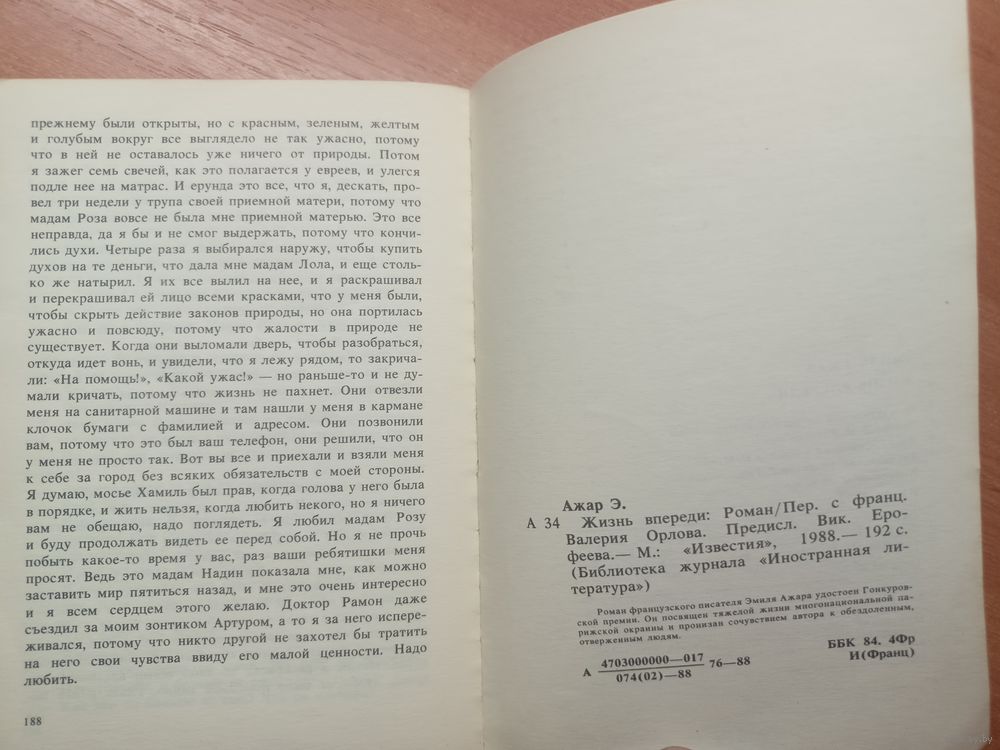 прежнему были открыты, но с красным, зеленым, желтым
и голубым вокруг все выглядело не так ужасно, потому
что в ней не оставалось уже ничего от природы. Потом
я зажег семь свечей, как это полагается у евреев, и улегся
подле нее на матрас. И ерунда это все, что я, дескать, про-
вел три недели у трупа своей приемной матери, потому что
мадам Роза вовсе не была мне приемной матерью. Это все
неправда, да я бы и не смог выдержать, потому что кончи-
лись духи. Четыре раза я выбирался наружу, чтобы купить
духов на те деньги, что дала мне мадам Лола, и еще столь-
ко же натырил. Я их все вылил на нее, и я раскрашивал
и перекрашивал ей лицо всеми красками, что у меня были,
чтобы скрыть действие законов природы, но она портилась
ужасно и повсюду, потому что жалости в природе не
существует. Когда они выломали дверь, чтобы разобраться,
откуда идет вонь, и увидели, что я лежу рядом, то закрича-
ли: «На помощь!», «Какой ужас!» — но раньше-то и не ду-
мали кричать, потому что жизнь не пахнет. Они отвезли
меня на санитарной машине и там нашли у меня в кармане
клочок бумаги с фамилией и адресом. Они позвонили
вам, потому что это был ваш телефон, они решили, что он
у меня не просто так. Вот вы все и приехали и взяли меня
к себе за город без всяких обязательств с моей стороны.
Я думаю, мосье Хамиль был прав, когда голова у него была
в порядке, и жить нельзя, когда любить некого, но я ничего
вам не обещаю, надо поглядеть. Я любил мадам Розу
и буду продолжать видеть ее перед собой. Но я не прочь
побыть какое-то время у вас, раз ваши ребятишки меня
просят. Ведь это мадам Надин показала мне, как можно
заставить мир пятиться назад, и мне это очень интересно
и я всем сердцем этого желаю. Доктор Рамон даже
съездил за моим зонтиком Артуром, а то я за него испере-
живался, потому что никто другой не захотел бы тратить
на него свои чувства ввиду его малой ценности. Надо
любить.
188
Ажар Э.
А 34 Жизнь впереди: Роман/Пер. с франц.
Валерия Орлова. Предисл. Вик. Еро-
феева.— М.: «Известия», 1988.— 192 с.
(Библиотека журнала «Иностранная ли-
тература»)
Роман французского писателя Эмиля Ажара удостоен Гонкуров-
ской премии. Он посвящен тяжелой жизни многонациональной па-
рижской окраины и пронизан сочувствием автора к обездоленным,
отверженным людям.
А 4703000000—017 76—88
074(02)—88
ББК 84. 4Фр
И(Франц)